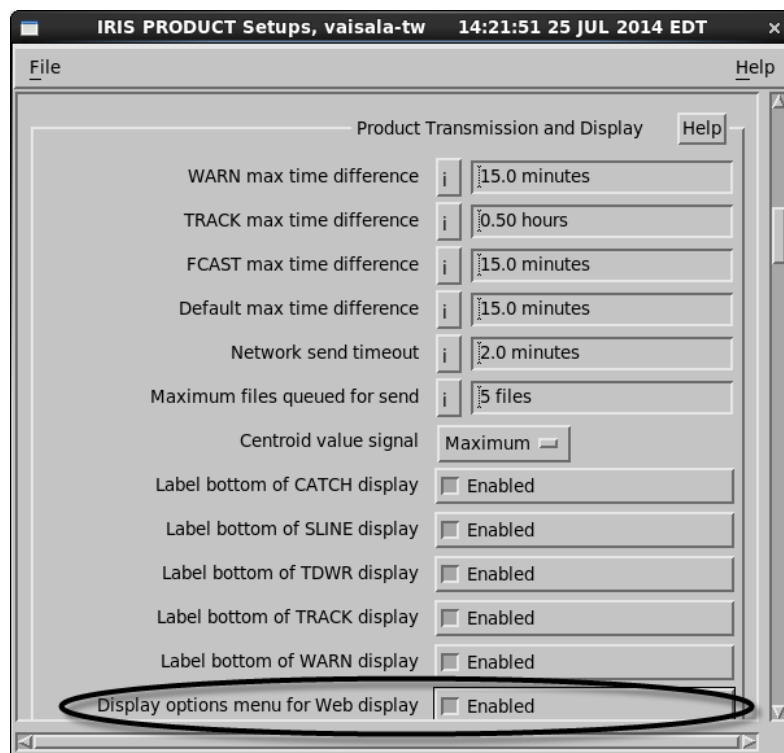 IRIS PRODUCT Setups, vaisala-tw 14:21:51 25 JUL 2014 EDT
File Help
Product Transmission and Display Help
WARN max time difference i 15.0 minutes
TRACK max time difference i 0.50 hours
FCAST max time difference i 15.0 minutes
Default max time difference i 15.0 minutes
Network send timeout i 2.0 minutes
Maximum files queued for send i 5 files
Centroid value signal Maximum
Label bottom of CATCH display Enabled
Label bottom of SLINE display Enabled
Label bottom of TDWR display Enabled
Label bottom of TRACK display Enabled
Label bottom of WARN display Enabled
Display options menu for Web display Enabled